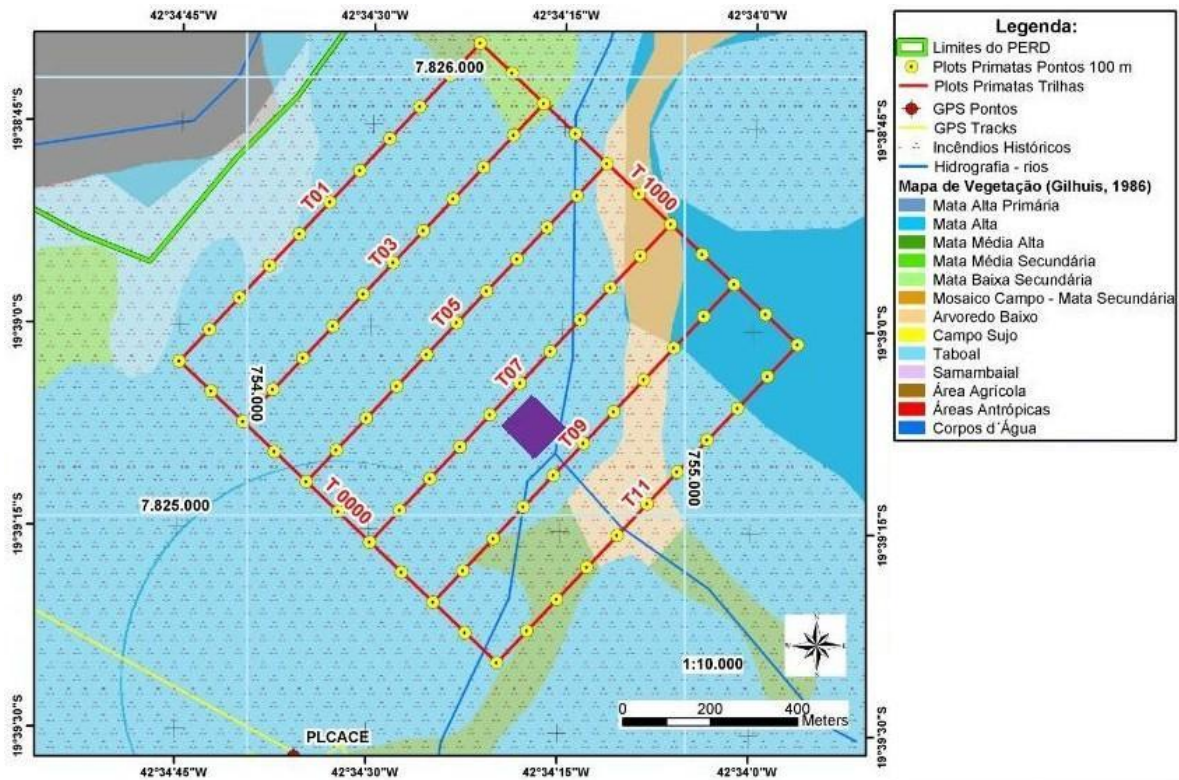 42°34'45"W 42°34'30"W 42°34'15"W 42°34'0"W
7.826.000
19°38'45"S
19°38'45"S
T01
T 1000
T03
19°39'0"S
19°39'0"S
T05
754.000
T07
T09
755.000
T 0000
T11
7.825.000
19°39'15"S
19°39'15"S
1:10.000
0 200 400
Meters
PLCACE
19°39'0"S
19°39'0"S
42°34'45"W 42°34'30"W 42°34'15"W 42°34'0"W
Legenda:
Limites do PERD
Plots Primatas Pontos 100 m
Plots Primatas Trilhas
GPS Pontos
GPS Tracks
Incêndios Históricos
Hidrografia - rios
Mapa de Vegetação (Gilhuis, 1986)
Mata Alta Primária
Mata Alta
Mata Média Alta
Mata Média Secundária
Mata Baixa Secundária
Mosaico Campo - Mata Secundária
Arvoredo Baixo
Campo Sujo
Taboal
Samambaial
Área Agrícola
Áreas Antrópicas
Corpos d´Água